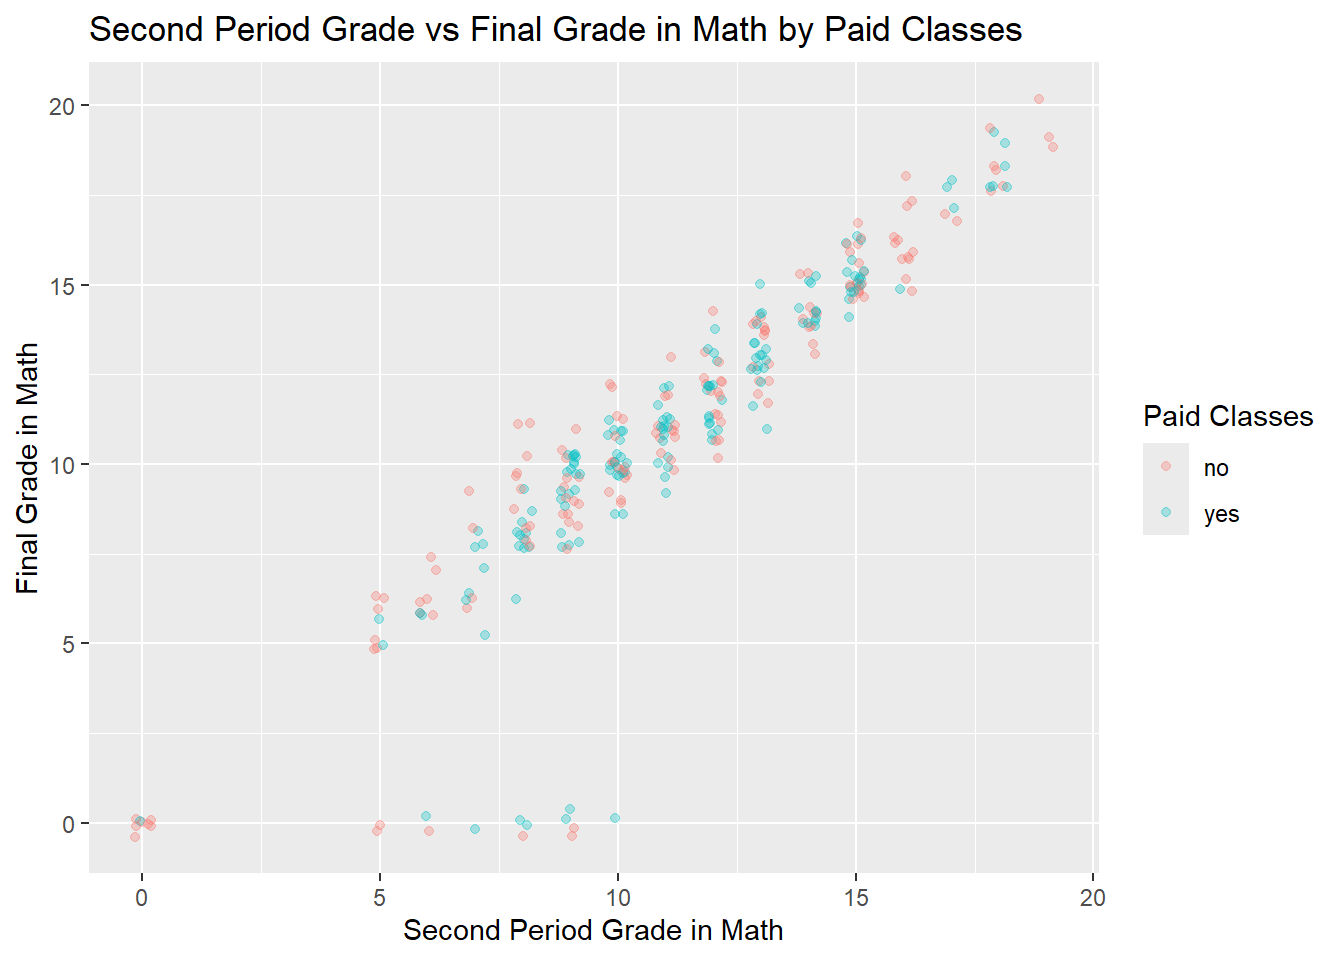 Second Period Grade vs Final Grade in Math by Paid Classes
20
15
10
5
0
Final Grade in Math
0 5 10 15 20
Second Period Grade in Math
Paid Classes
no
yes